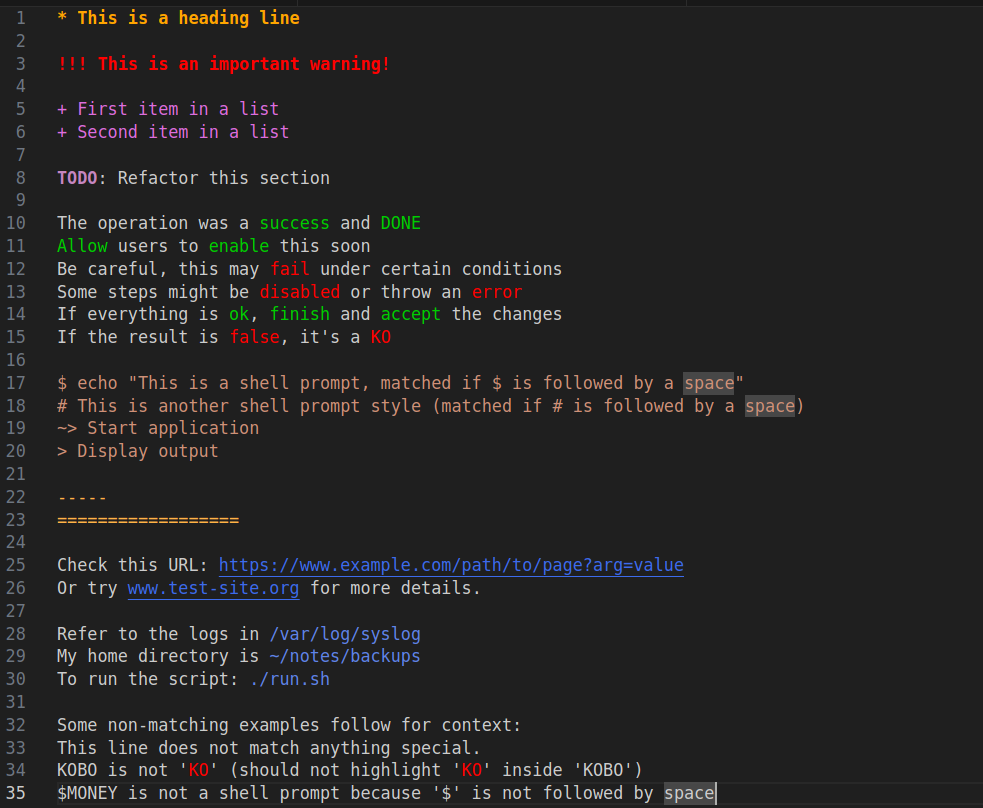 1 * This is a heading line
2
3 !!! This is an important warning!
4
5 + First item in a list
6 + Second item in a list
7
8 TODO: Refactor this section
9
10 The operation was a success and DONE
11 Allow users to enable this soon
12 Be careful, this may fail under certain conditions
13 Some steps might be disabled or throw an error
14 If everything is ok, finish and accept the changes
15 If the result is false, it's a KO
16
17 $ echo "This is a shell prompt, matched if $ is followed by a space"
18 # This is another shell prompt style (matched if # is followed by a space)
19 ~> Start application
20 > Display output
21
22 -----
23 ==================
24
25 Check this URL: https://www.example.com/path/to/page?arg=value
26 Or try www.test-site.org for more details.
27
28 Refer to the logs in /var/log/syslog
29 My home directory is ~/notes/backups
30 To run the script: ./run.sh
31
32 Some non-matching examples follow for context:
33 This line does not match anything special.
34 KOBO is not 'KO' (should not highlight 'KO' inside 'KOBO')
35 $MONEY is not a shell prompt because '$' is not followed by space